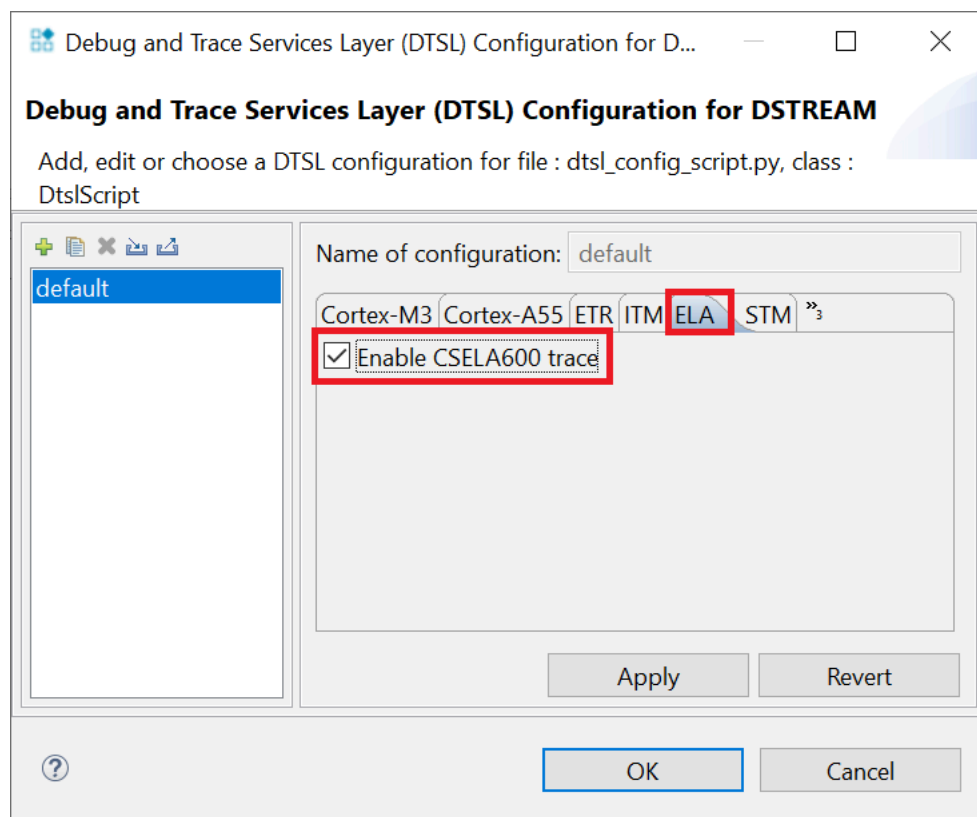 Debug and Trace Services Layer (DTSL) Configuration for D...
Debug and Trace Services Layer (DTSL) Configuration for DSTREAM
Add, edit or choose a DTSL configuration for file : dtsl_config_script.py, class :
DtslScript
default
Name of configuration: default
Cortex-M3 Cortex-A55 ETR ITM ELA STM »3
Enable CSELA600 trace
Apply Revert
? OK Cancel